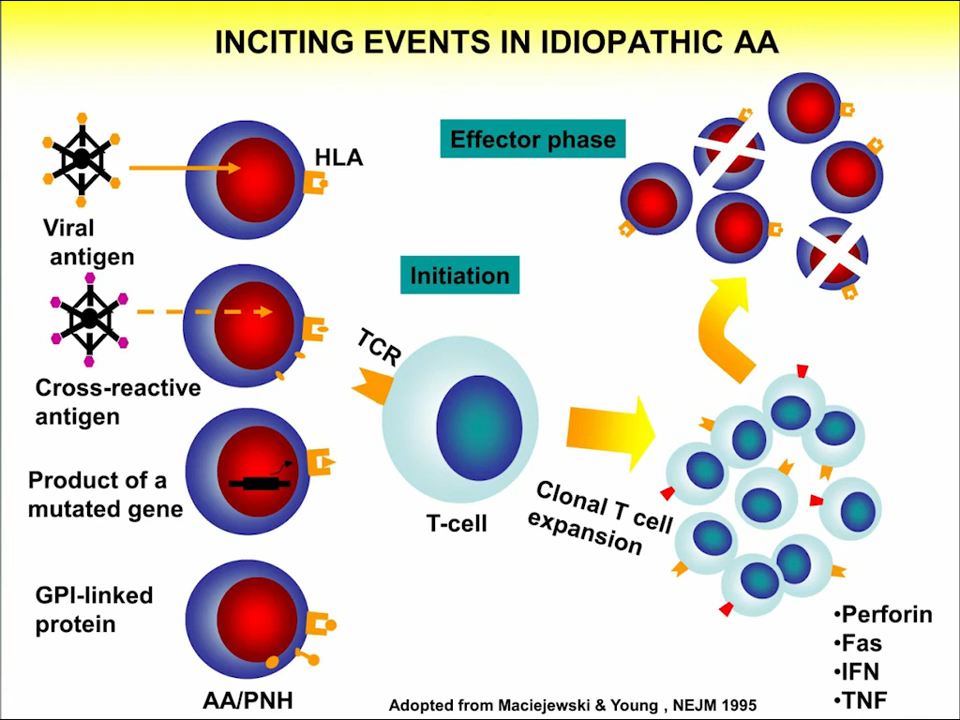 INCITING EVENTS IN IDIOPATHIC AA
Effector phase
HLA
Viral
antigen
Initiation
TCR
Cross-reactive
antigen
Product of a
mutated gene
T-cell
Clonal T cell
expansion
GPI-linked
protein
•Perforin
•Fas
•IFN
•TNF
AA/PNH
Adopted from Maciejewski & Young , NEJM 1995